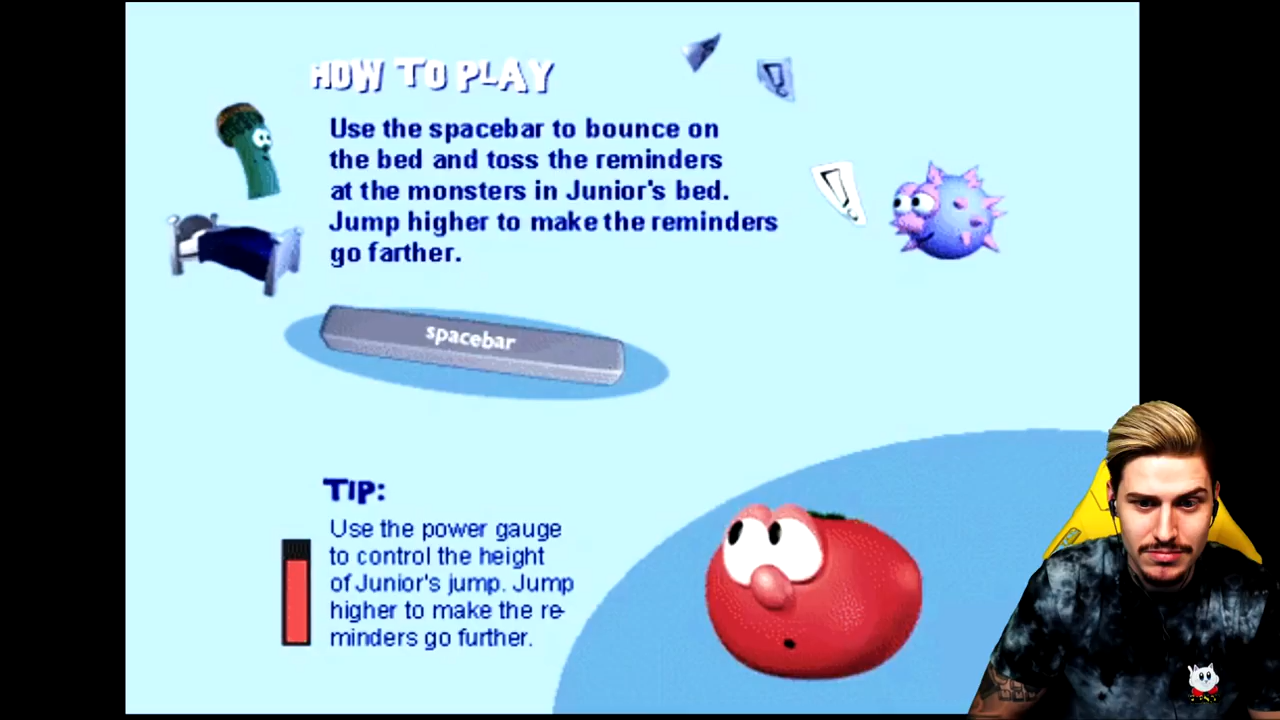 HOW TO PLAY
Use the spacebar to bounce on
the bed and toss the reminders
at the monsters in Junior's bed.
Jump higher to make the reminders
go farther.
spacebar
TIP:
Use the power gauge
to control the height
of Junior's jump. Jump
higher to make the re-
minders go further.